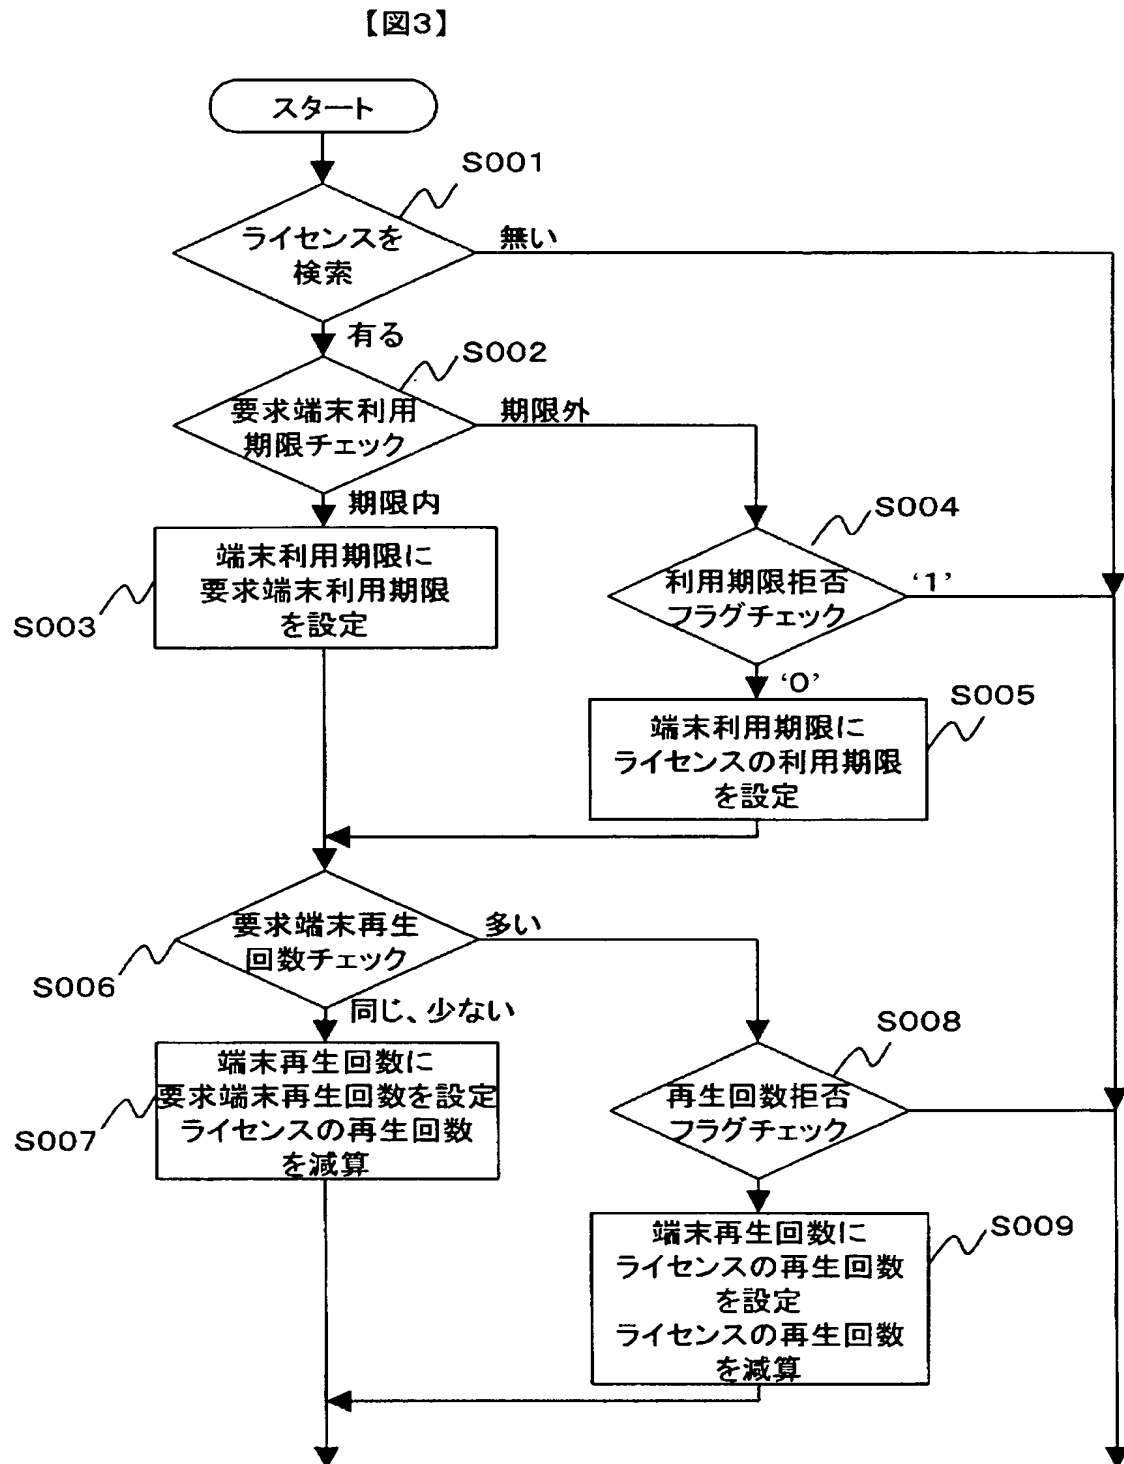 【図3】
スタート
S001
ライセンスを
検索
無い
有る
S002
要求端末利用
期限チェック
期限外
期限内
S003
端末利用期限に
要求端末利用期限
を設定
S004
利用期限拒否
フラグチェック
‘1’
‘0’
S005
端末利用期限に
ライセンスの利用期限
を設定
要求端末再生
回数チェック
多い
S006
同じ、少ない
S007
端末再生回数に
要求端末再生回数を設定
ライセンスの再生回数
を減算
S008
再生回数拒否
フラグチェック
S009
端末再生回数に
ライセンスの再生回数
を設定
ライセンスの再生回数
を減算